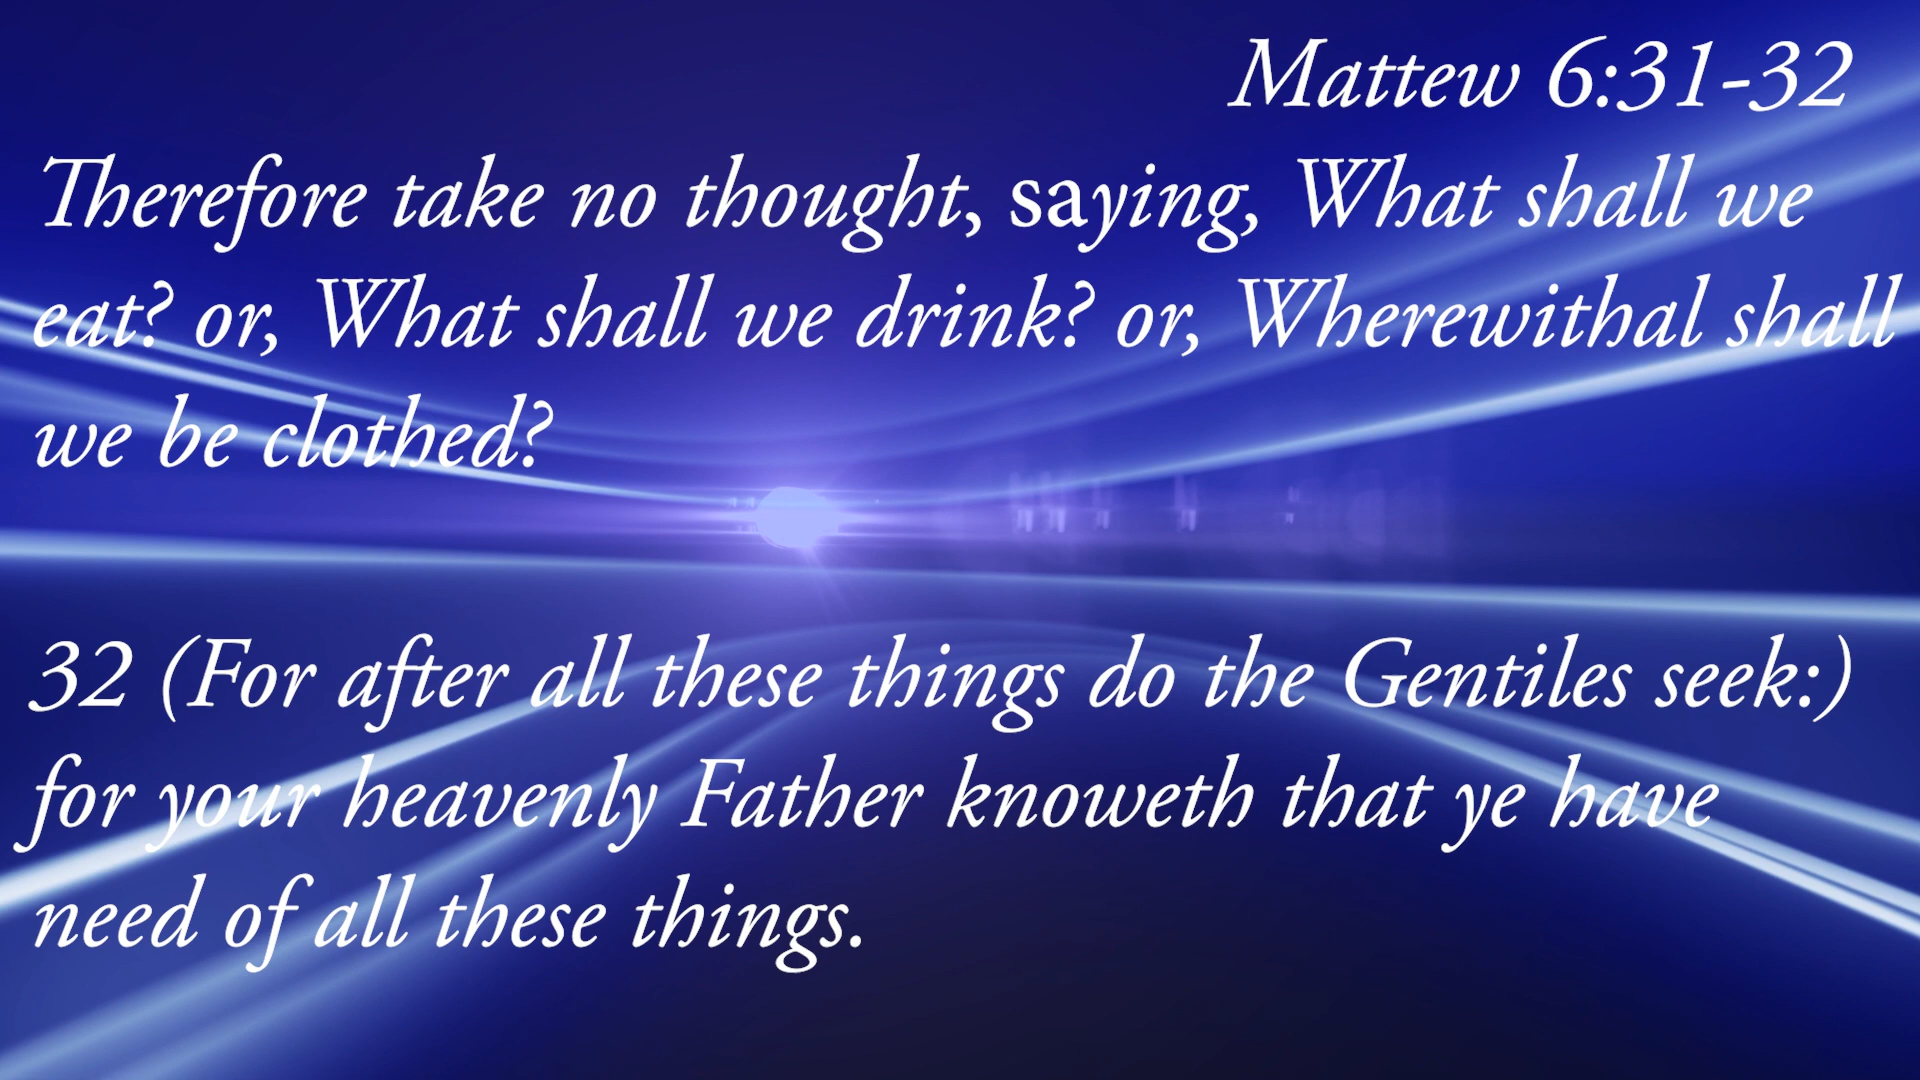 Mattew 6:31-32
Therefore take no thought, saying, What shall we
eat? or, What shall we drink? or, Wherewithal shall
we be clothed?
32 (For after all these things do the Gentiles seek:)
for your heavenly Father knoweth that ye have
need of all these things.